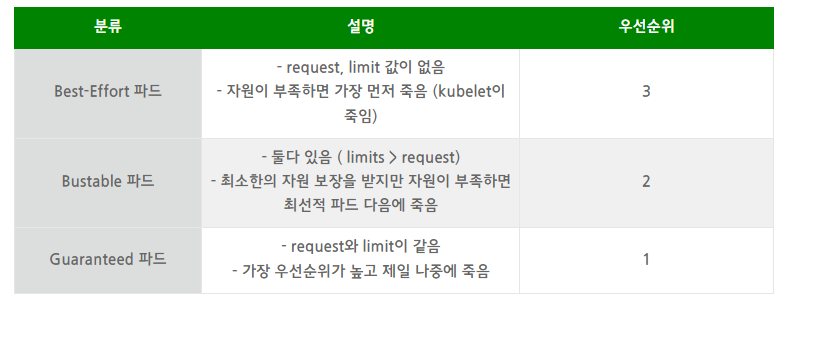 분류 설명 우선순위
Best-Effort 파드
- request, limit 값이 없음
- 자원이 부족하면 가장 먼저 죽음 (kubelet이
죽임)
3
Bustable 파드
- 둘다 있음 ( limits > request)
- 최소한의 자원 보장을 받지만 자원이 부족하면
최선적 파드 다음에 죽음
2
Guaranteed 파드
- request와 limit이 같음
- 가장 우선순위가 높고 제일 나중에 죽음
1